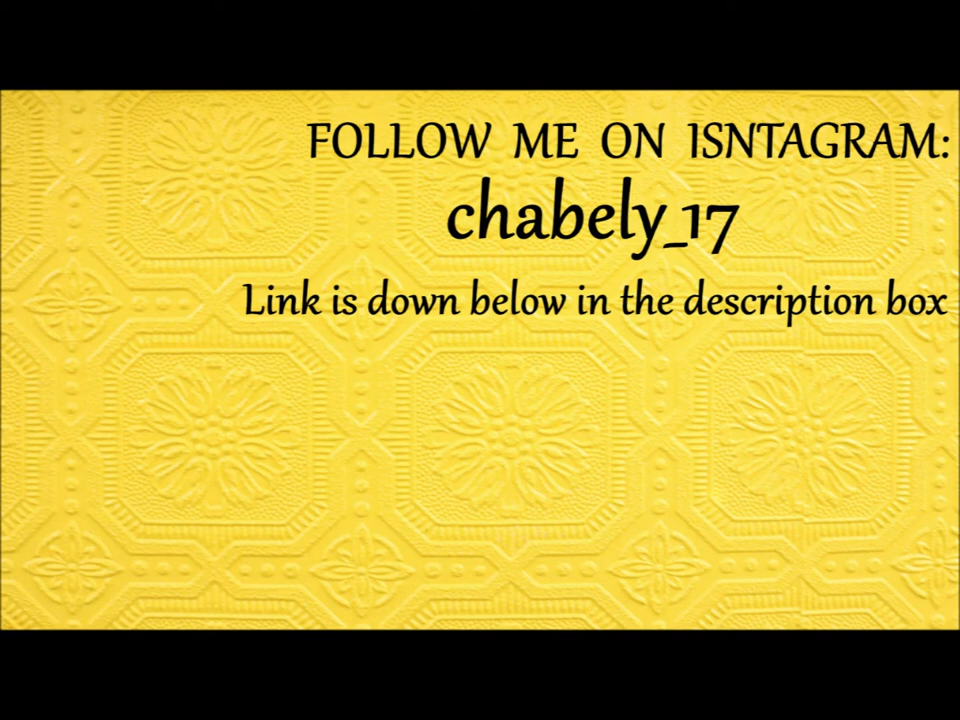 FOLLOW ME ON ISNTAGRAM:
chabely_17
Link is down below in the description box